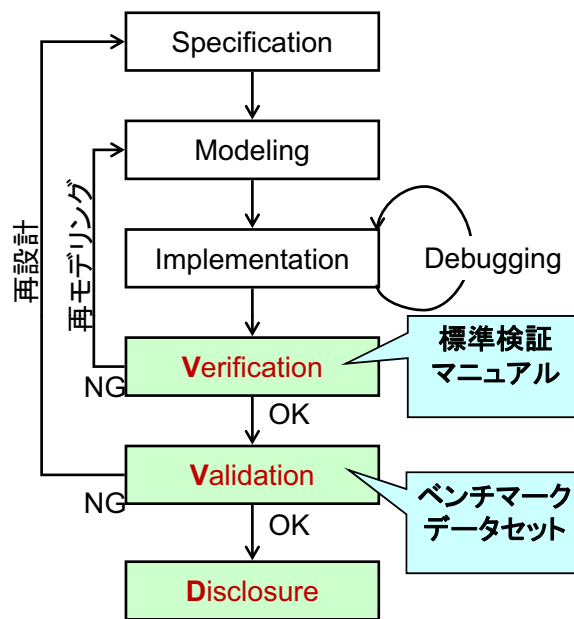 Specification
Modeling
Implementation
Debugging
再設計
再モデリング
Verification
標準検証
マニュアル
NG
OK
Validation
ベンチマーク
データセット
NG
OK
Disclosure